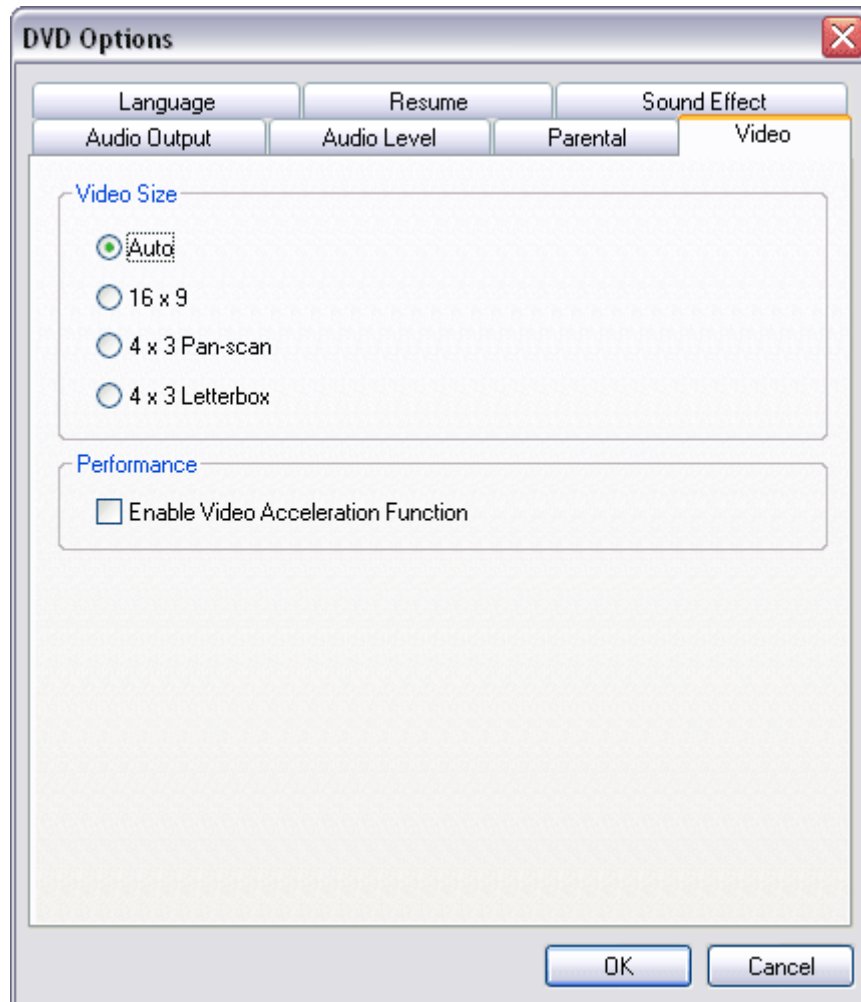 DVD Options
Language Resume Sound Effect
Audio Output Audio Level Parental Video
Video Size
Auto
16 x 9
4 x 3 Pan-scan
4 x 3 Letterbox
Performance
Enable Video Acceleration Function
OK Cancel